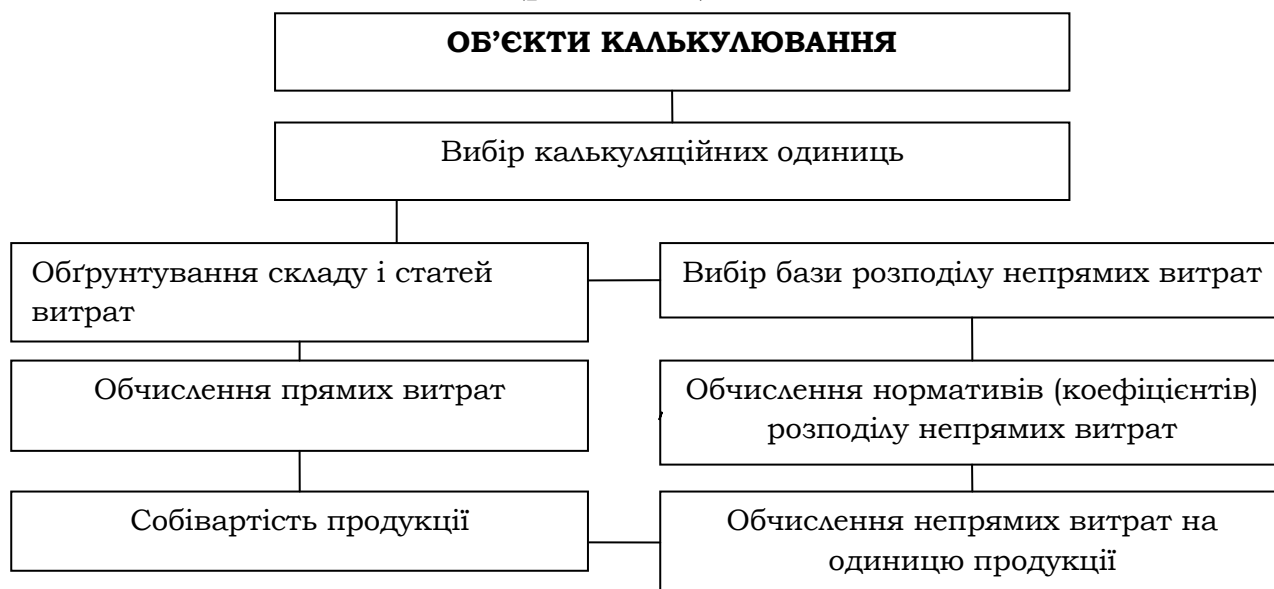 ОБ’ЄКТИ КАЛЬКУЛЮВАННЯ
Вибір калькуляційних одиниць
Обґрунтування складу і статей
витрат
Вибір бази розподілу непрямих витрат
Обчислення прямих витрат
Обчислення нормативів (коефіцієнтів)
розподілу непрямих витрат
Собівартість продукції
Обчислення непрямих витрат на
одиницю продукції